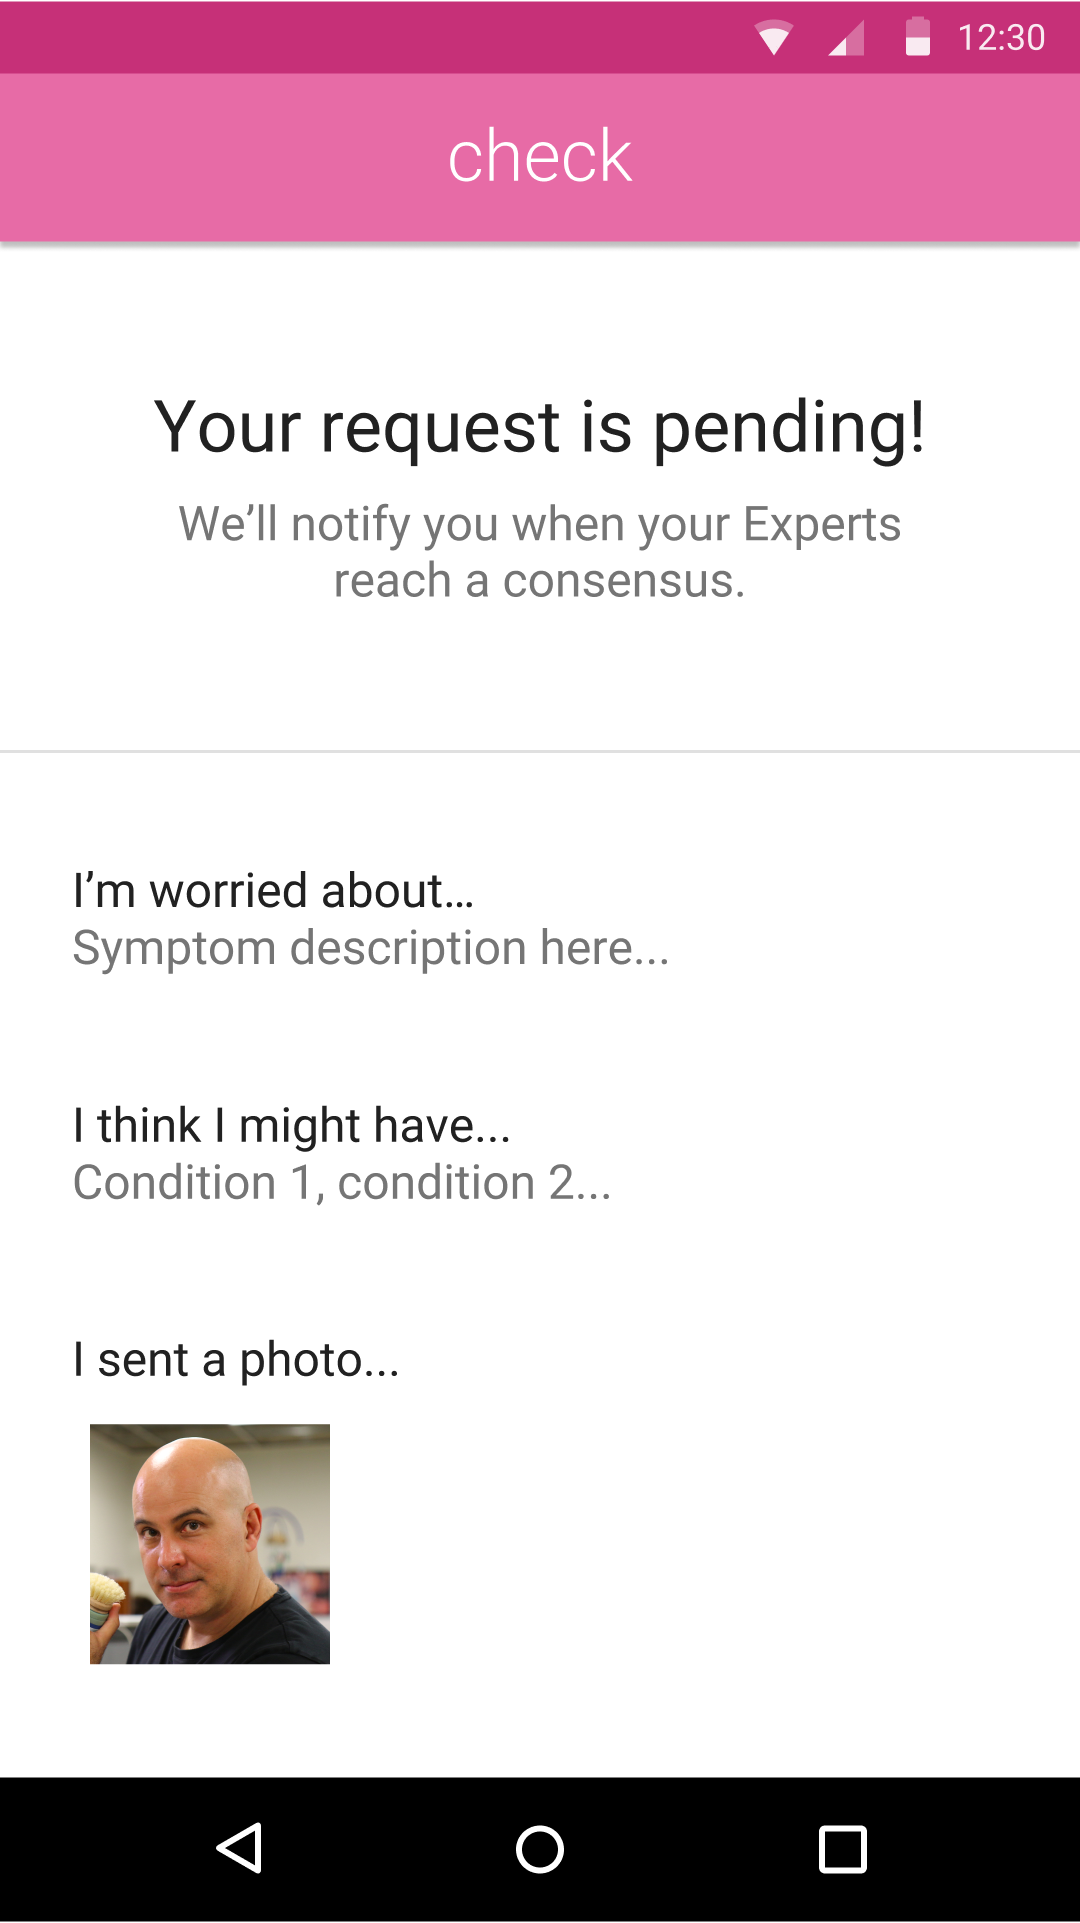 12:30
check
Your request is pending!
We’ll notify you when your Experts
reach a consensus.
I’m worried about…
Symptom description here...
I think I might have...
Condition 1, condition 2...
I sent a photo...